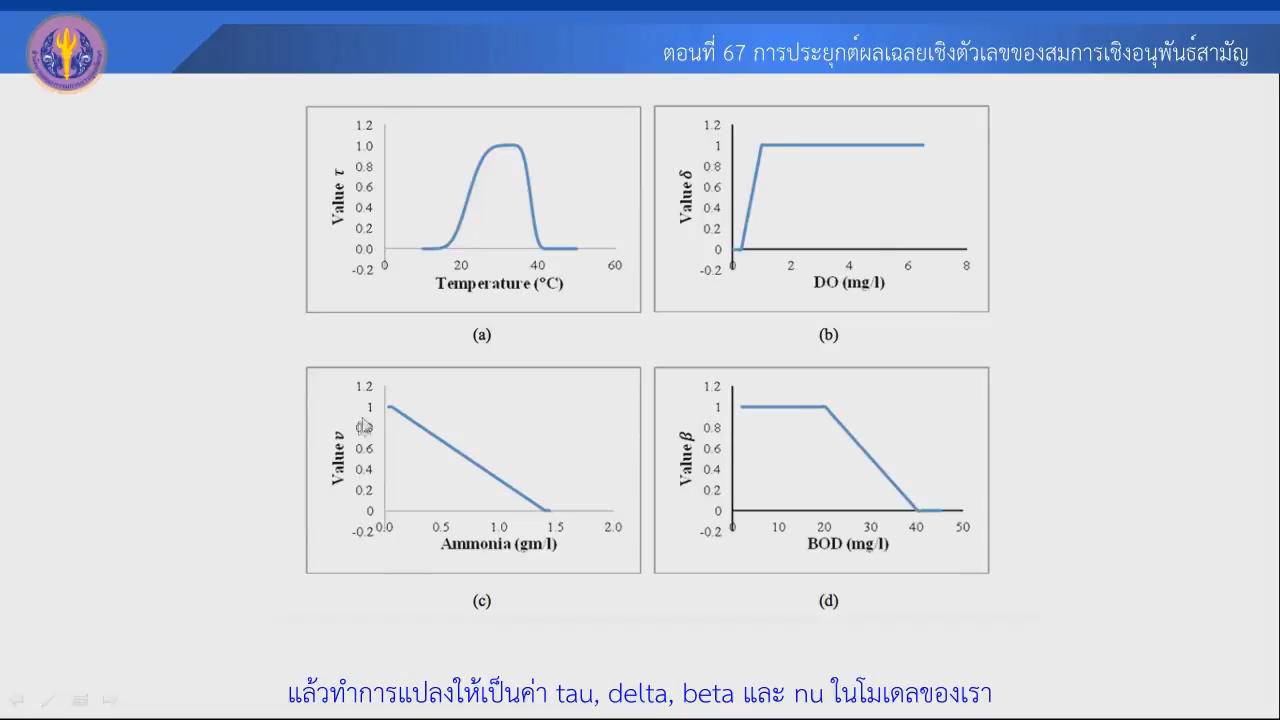 ตอนที่ 67 การประยุกต์ผลเฉลยเชิงตัวเลขของสมการเชิงอนุพันธ์สามัญ
1.2
1.0
0.8
0.6
0.4
0.2
0.0
-0.2
Value τ
0 20 40 60
Temperature (°C)
(a)
1.2
1
0.8
0.6
0.4
0.2
0
-0.2
Value δ
0 2 4 6 8
DO (mg/l)
(b)
1.2
1
0.6
0.4
0.2
0
-0.2
Value ν
0.0 0.5 1.0 1.5 2.0
Ammonia (gm/l)
(c)
1.2
1
0.8
0.6
0.4
0.2
0
-0.2
Value β
0 10 20 30 40 50
BOD (mg/l)
(d)
แล้วทำการแปลงให้เป็นค่า tau, delta, beta และ nu ในโมเดลของเรา